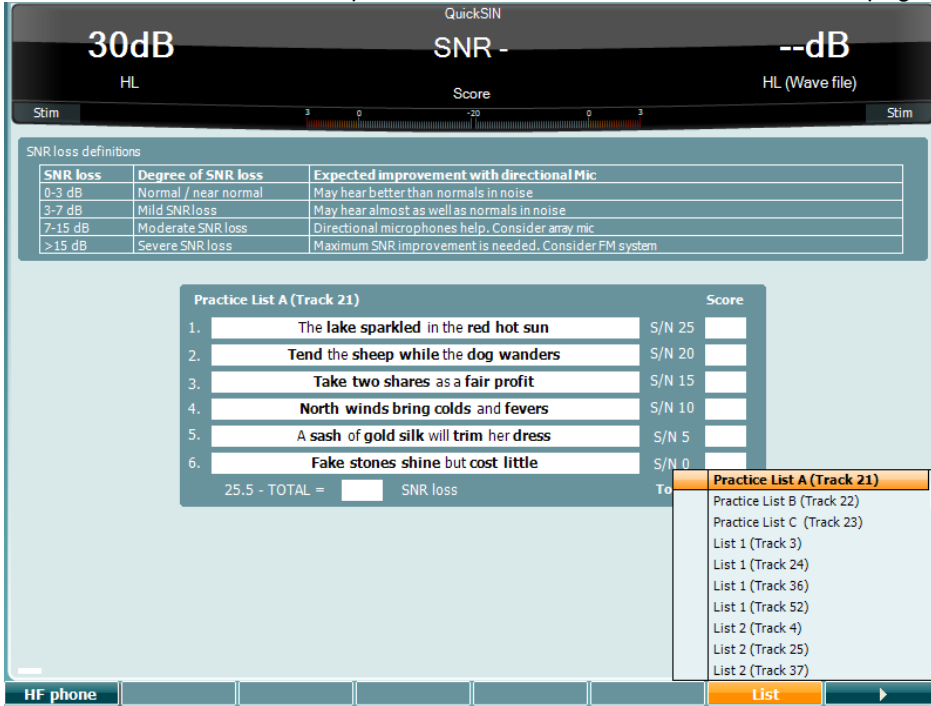 QuickSIN
30dB SNR - --dB
HL Score HL (Wave file)
Stim 3 0 -20 0 3 Stim
SNR loss definitions
SNR loss Degree of SNR loss Expected improvement with directional Mic
0-3 dB Normal / near normal May hear better than normals in noise
3-7 dB Mild SNR loss May hear almost as well as normals in noise
7-15 dB Moderate SNR loss Directional microphones help. Consider array mic
>15 dB Severe SNR loss Maximum SNR improvement is needed. Consider FM system
Practice List A (Track 21) Score
1. The lake sparkled in the red hot sun S/N 25
2. Tend the sheep while the dog wanders S/N 20
3. Take two shares as a fair profit S/N 15
4. North winds bring colds and fevers S/N 10
5. A sash of gold silk will trim her dress S/N 5
6. Fake stones shine but cost little S/N 0
25.5 - TOTAL = SNR loss To
Practice List A (Track 21)
Practice List B (Track 22)
Practice List C (Track 23)
List 1 (Track 3)
List 1 (Track 24)
List 1 (Track 36)
List 1 (Track 52)
List 2 (Track 4)
List 2 (Track 25)
List 2 (Track 37)
HF phone List